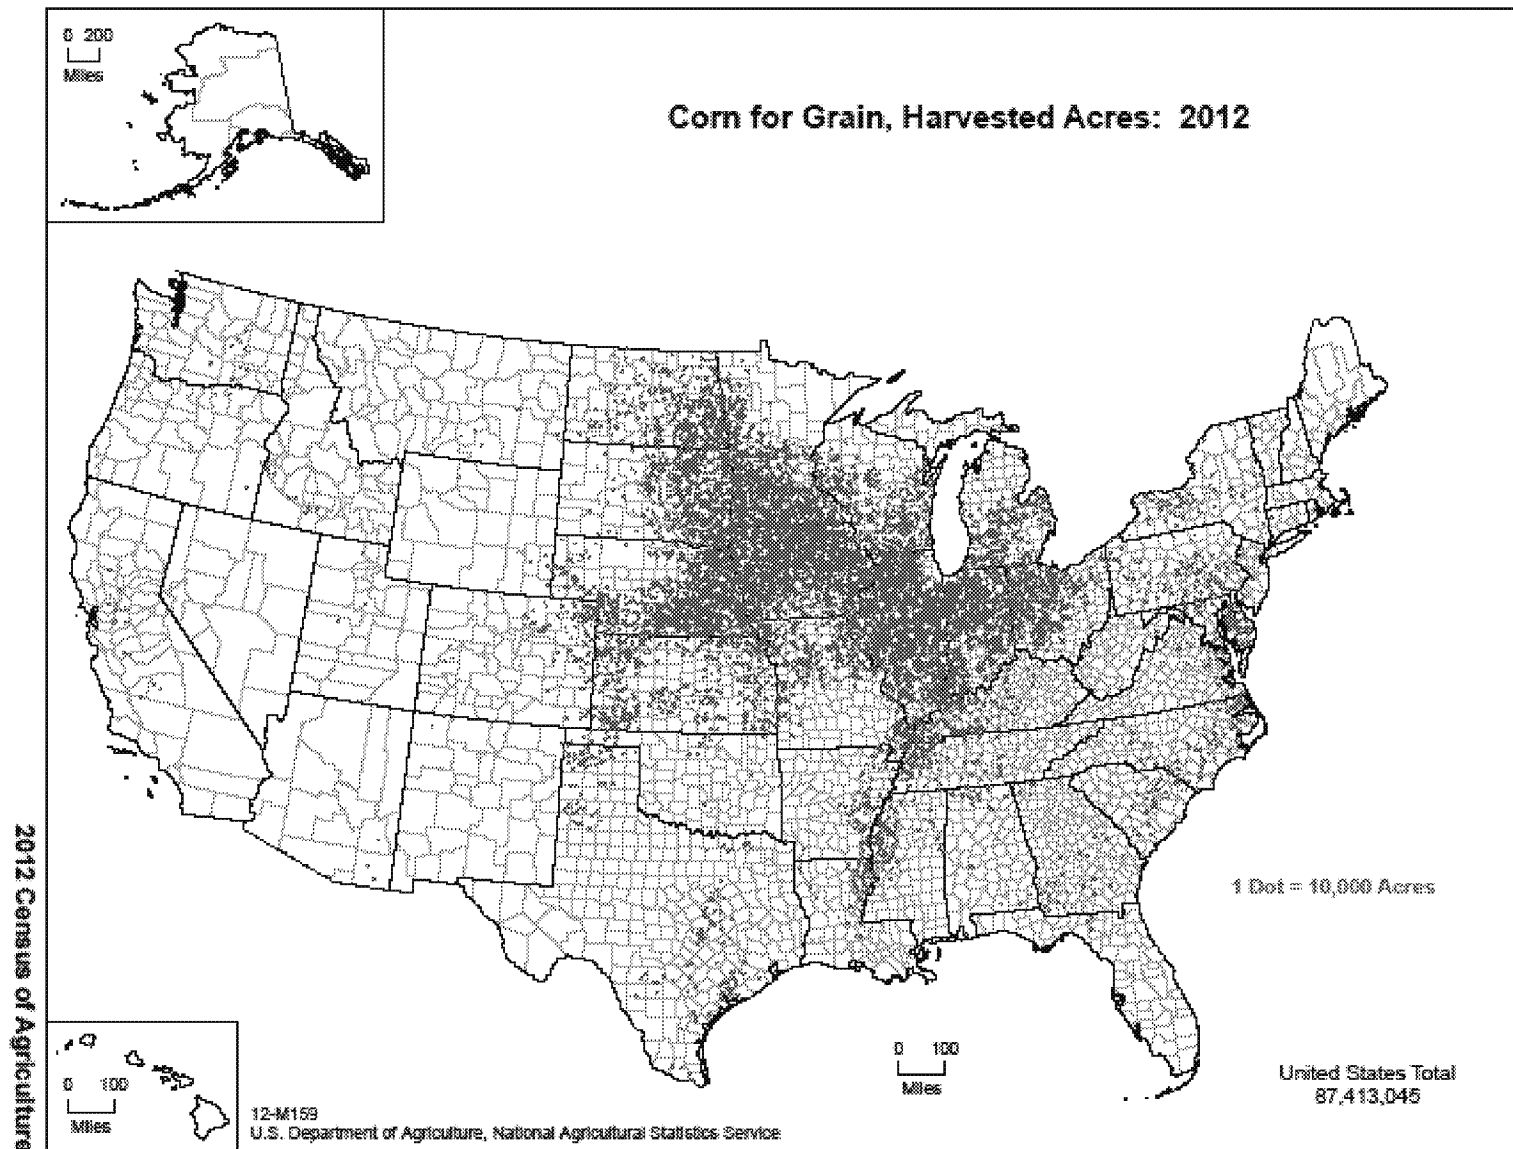 0 200
Miles
Corn for Grain, Harvested Acres: 2012
1 Dot = 10,000 Acres
0 100
Miles
United States Total
87,413,045
0 100
Miles
12-M159
U.S. Department of Agriculture, National Agricultural Statistics Service
2012 Census of Agriculture